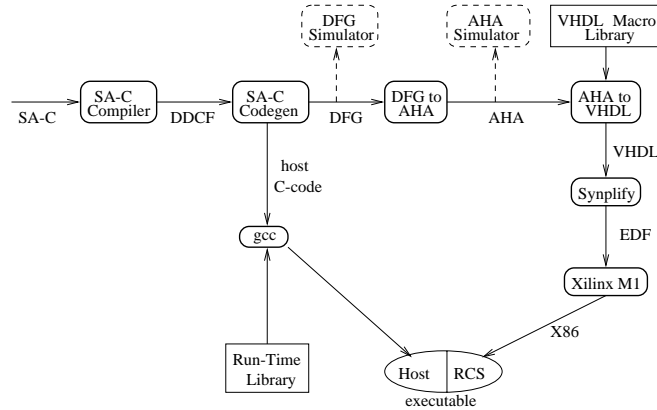 DFG
Simulator
AHA
Simulator
VHDL Macro
Library
SA-C
Compiler
SA-C
Codegen
DFG to
AHA
AHA to
VHDL
SA-C
DDCF
DFG
AHA
VHDL
host
C-code
Synplify
gcc
EDF
Xilinx M1
X86
Run-Time
Library
Host
RCS
executable